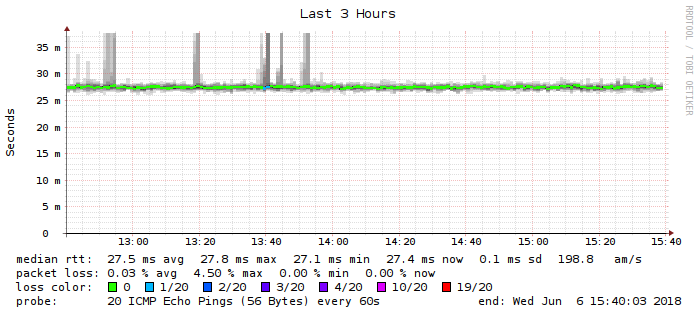 Last 3 Hours
RRDTOOL / TOBI OETIKER
Seconds
35 m
30 m
25 m
20 m
15 m
10 m
5 m
0
13:00 13:20 13:40 14:00 14:20 14:40 15:00 15:20 15:40
median rtt: 27.5 ms avg 27.8 ms max 27.1 ms min 27.4 ms now 0.1 ms sd 198.8 am/s
packet loss: 0.03 % avg 4.50 % max 0.00 % min 0.00 % now
loss color: 0 1/20 2/20 3/20 4/20 10/20 19/20
probe: 20 ICMP Echo Pings (56 Bytes) every 60s end: Wed Jun 6 15:40:03 2018